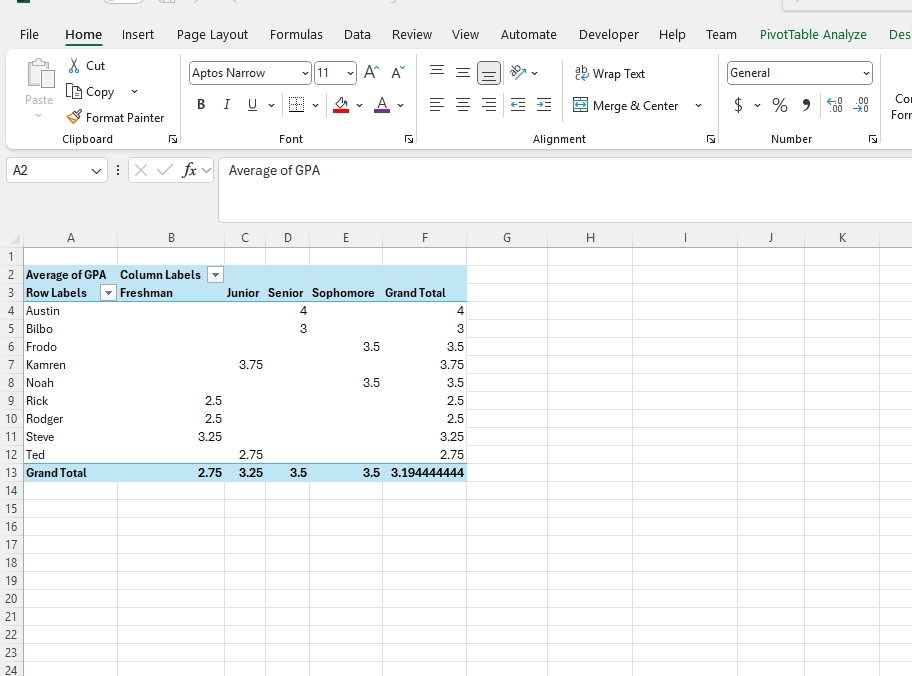 File Home Insert Page Layout Formulas Data Review View Automate Developer Help Team PivotTable Analyze Des
Paste
Cut
Copy
Format Painter
Clipboard
Aptos Narrow 11 A A
B I U A
Font
ab Wrap Text
Merge & Center
Alignment
General
$ % 9 .00 .00
Number
Con
Forr
A2 fx Average of GPA
A B C D E F G H I J K
1
2 Average of GPA Column Labels
3 Row Labels Freshman Junior Senior Sophomore Grand Total
4 Austin 4 4
5 Bilbo 3 3
6 Frodo 3.5 3.5
7 Kamren 3.75 3.75
8 Noah 3.5 3.5
9 Rick 2.5 2.5
10 Rodger 2.5 2.5
11 Steve 3.25 3.25
12 Ted 2.75 2.75
13 Grand Total 2.75 3.25 3.5 3.5 3.194444444
14
15
16
17
18
19
20
21
22
23
24